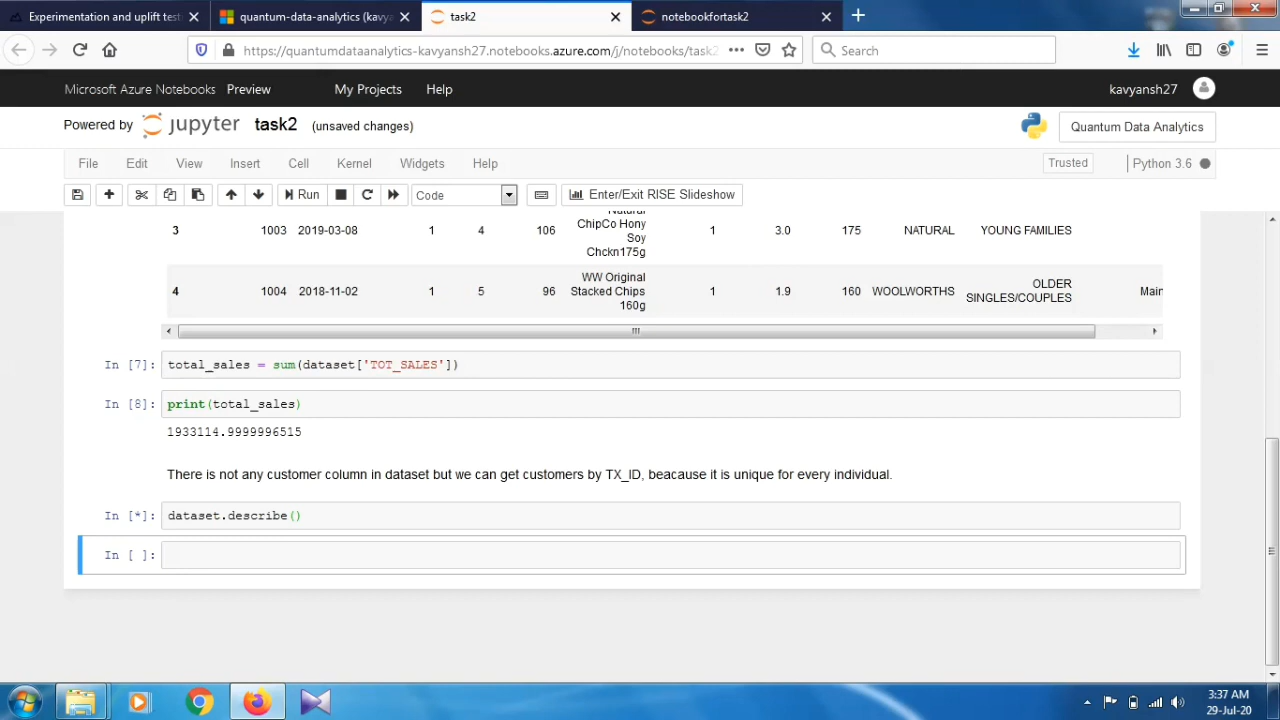 Experimentation and uplift test
quantum-data-analytics (kavya
task2
notebookfortask2
https://quantumdataanalytics-kavyansh27.notebooks.azure.com/j/notebooks/task2
Search
Microsoft Azure Notebooks Preview My Projects Help kavyansh27
Powered by jupyter task2 (unsaved changes) Quantum Data Analytics
File Edit View Insert Cell Kernel Widgets Help Trusted Python 3.6
Run Code Enter/Exit RISE Slideshow
Natural
ChipCo Hony
Soy
Chckn175g
3 1003 2019-03-08 1 4 106 1 3.0 175 NATURAL YOUNG FAMILIES
WW Original
Stacked Chips
160g
4 1004 2018-11-02 1 5 96 1 1.9 160 WOOLWORTHS
OLDER
SINGLES/COUPLES
Main
In [7]: total_sales = sum(dataset['TOT_SALES'])
In [8]: print(total_sales)
1933114.9999996515
There is not any customer column in dataset but we can get customers by TX_ID, beacause it is unique for every individual.
In [*]: dataset.describe()
In [ ]:
3:37 AM
29-Jul-20